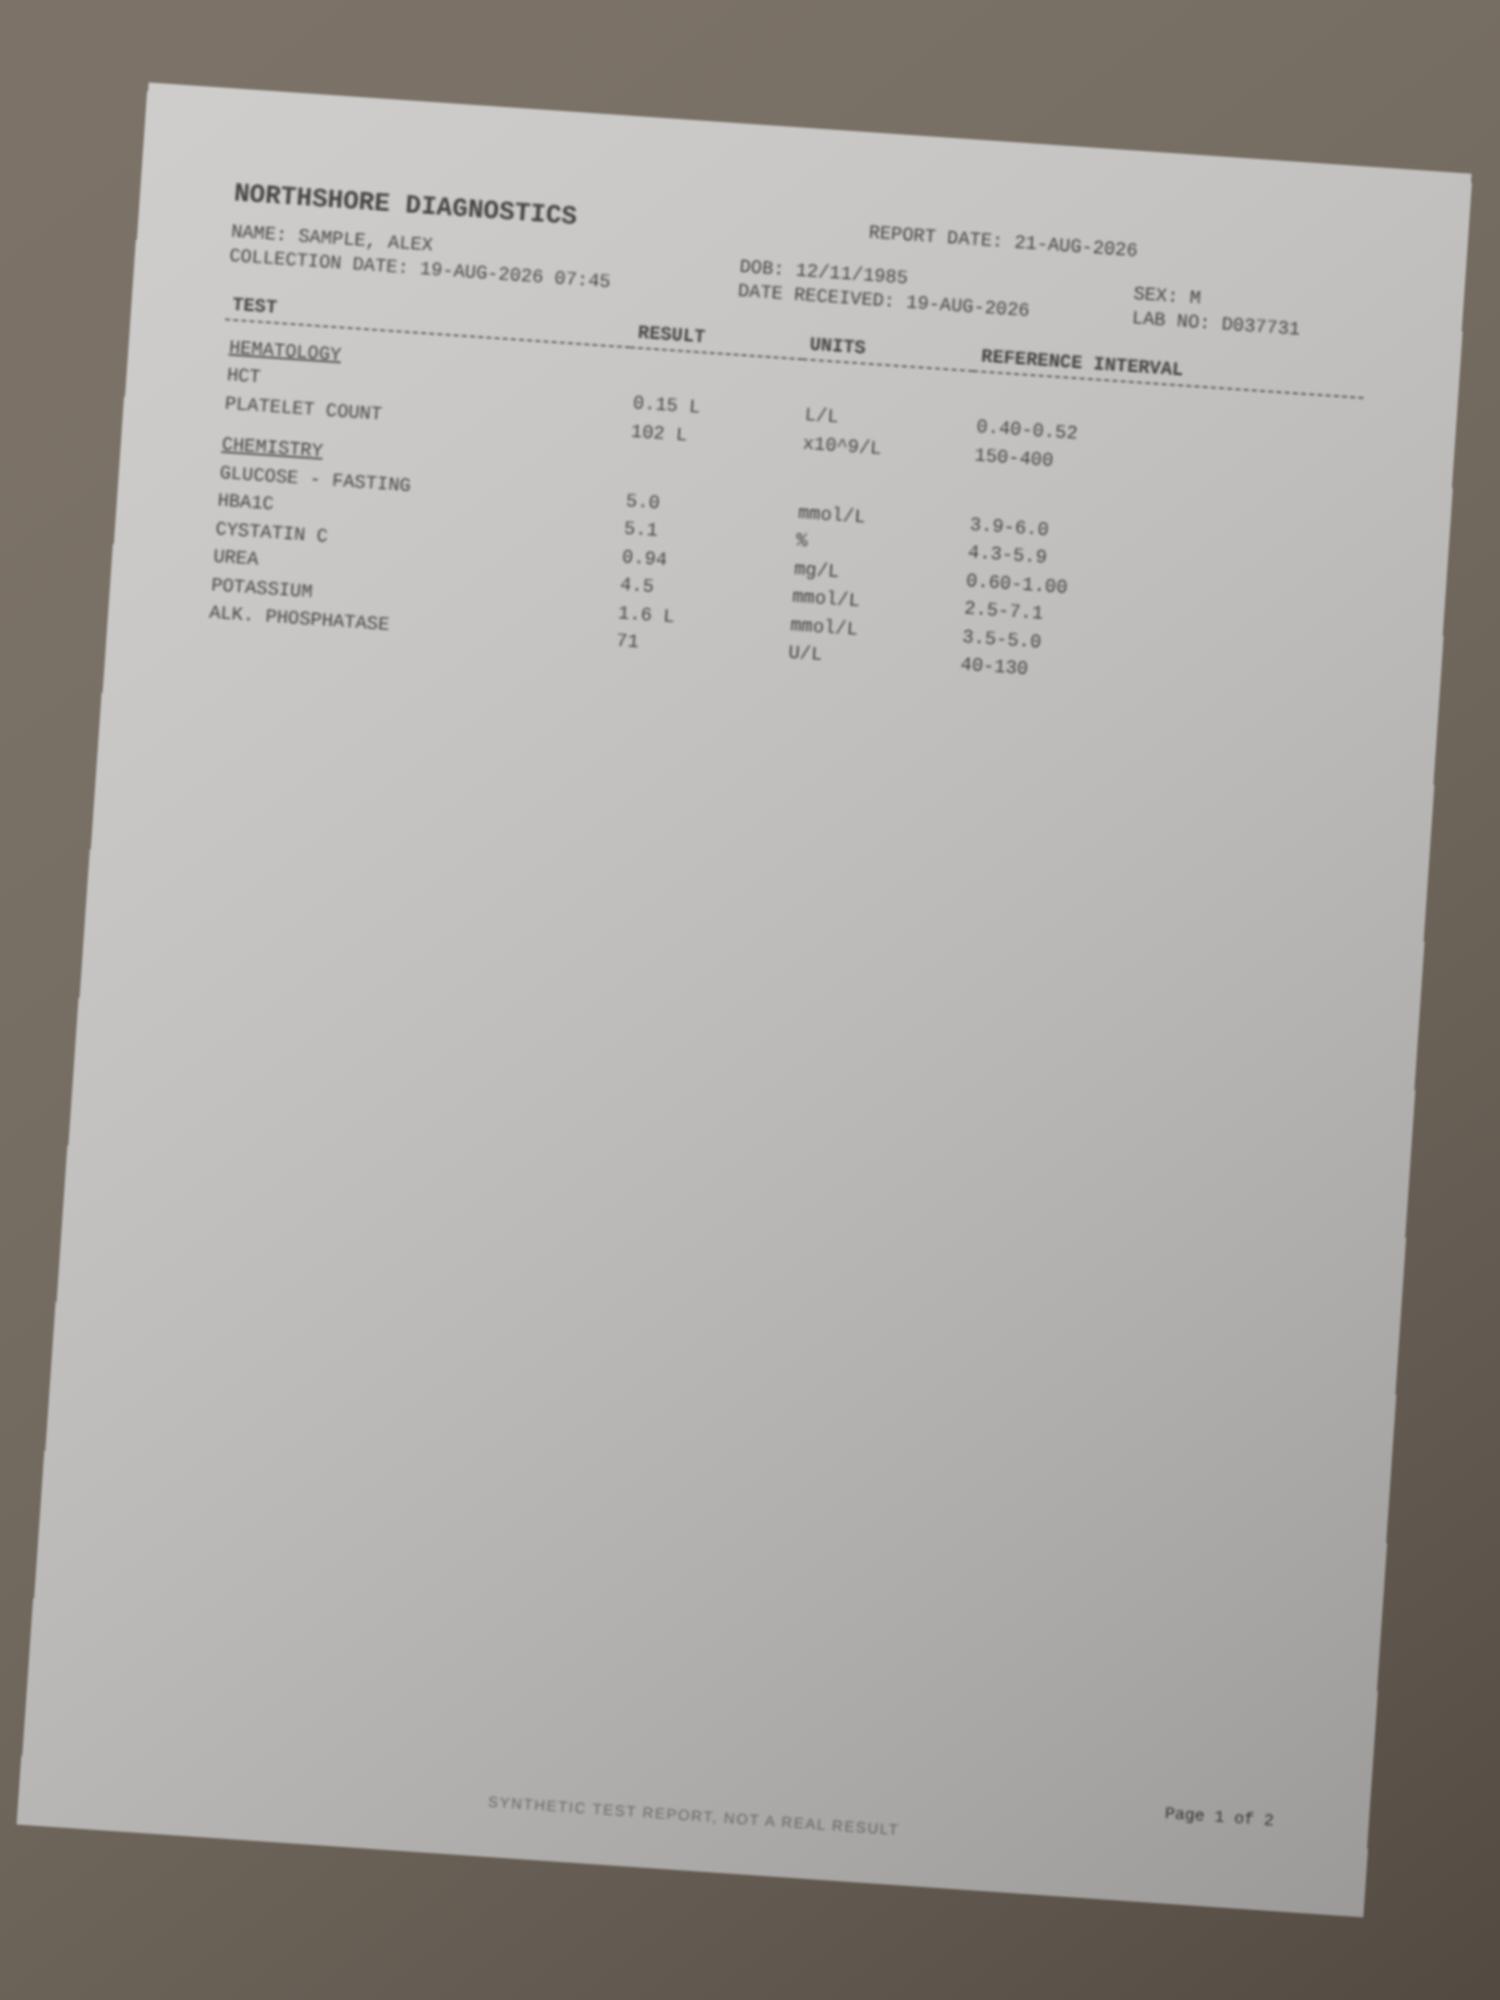 NORTHSHORE DIAGNOSTICS
REPORT DATE: 21-AUG-2026
NAME: SAMPLE, ALEX DOB: 12/11/1985 SEX: M
COLLECTION DATE: 19-AUG-2026 07:45 DATE RECEIVED: 19-AUG-2026 LAB NO: D037731
TEST RESULT UNITS REFERENCE INTERVAL
HEMATOLOGY
HCT 0.15 L L/L 0.40-0.52
PLATELET COUNT 102 L x10^9/L 150-400
CHEMISTRY
GLUCOSE - FASTING 5.0 mmol/L 3.9-6.0
HBA1C 5.1 % 4.3-5.9
CYSTATIN C 0.94 mg/L 0.60-1.00
UREA 4.5 mmol/L 2.5-7.1
POTASSIUM 1.6 L mmol/L 3.5-5.0
ALK. PHOSPHATASE 71 U/L 40-130
SYNTHETIC TEST REPORT, NOT A REAL RESULT
Page 1 of 2